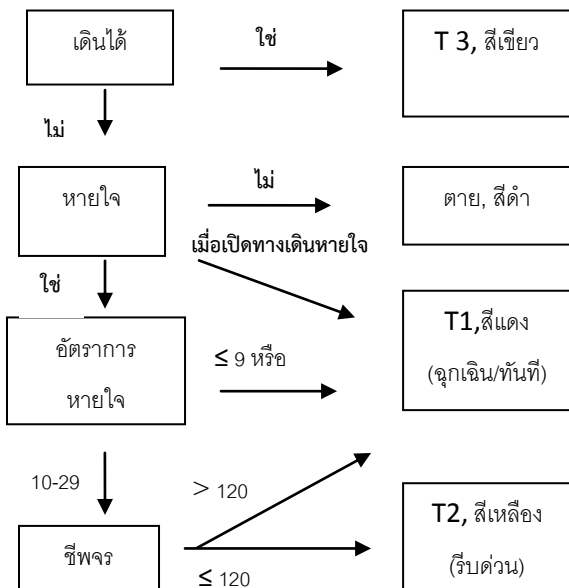 เดินได้
ใช่
T 3, สีเขียว
ไม่
หายใจ
ไม่
ตาย, สีดำ
เมื่อเปิดทางเดินหายใจ
ใช่
อัตราการ
หายใจ
≤ 9 หรือ
T1,สีแดง
(ฉุกเฉิน/ทันที)
10-29
> 120
ชีพจร
≤ 120
T2, สีเหลือง
(รีบด่วน)